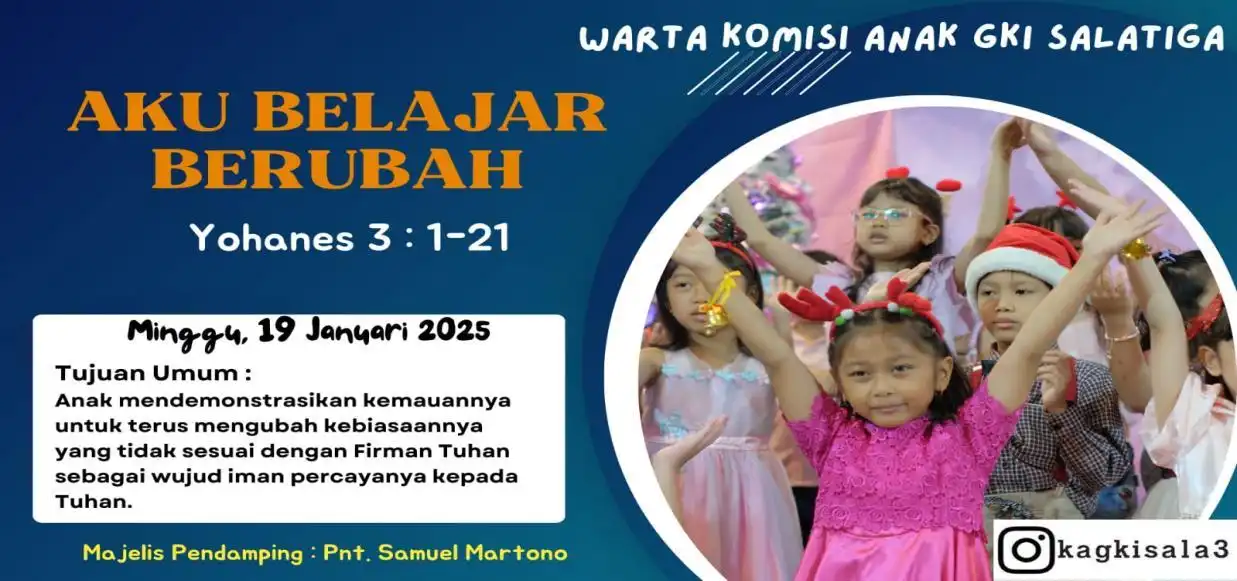 WARTA KOMISI ANAK GKI SALATIGA
AKU BELAJAR
BERUBAH
Yohanes 3 : 1-21
Minggu, 19 Januari 2025
Tujuan Umum :
Anak mendemonstrasikan kemauannya
untuk terus mengubah kebiasaannya
yang tidak sesuai dengan Firman Tuhan
sebagai wujud iman percayanya kepada
Tuhan.
Majelis Pendamping : Pnt. Samuel Martono
kagkisala3